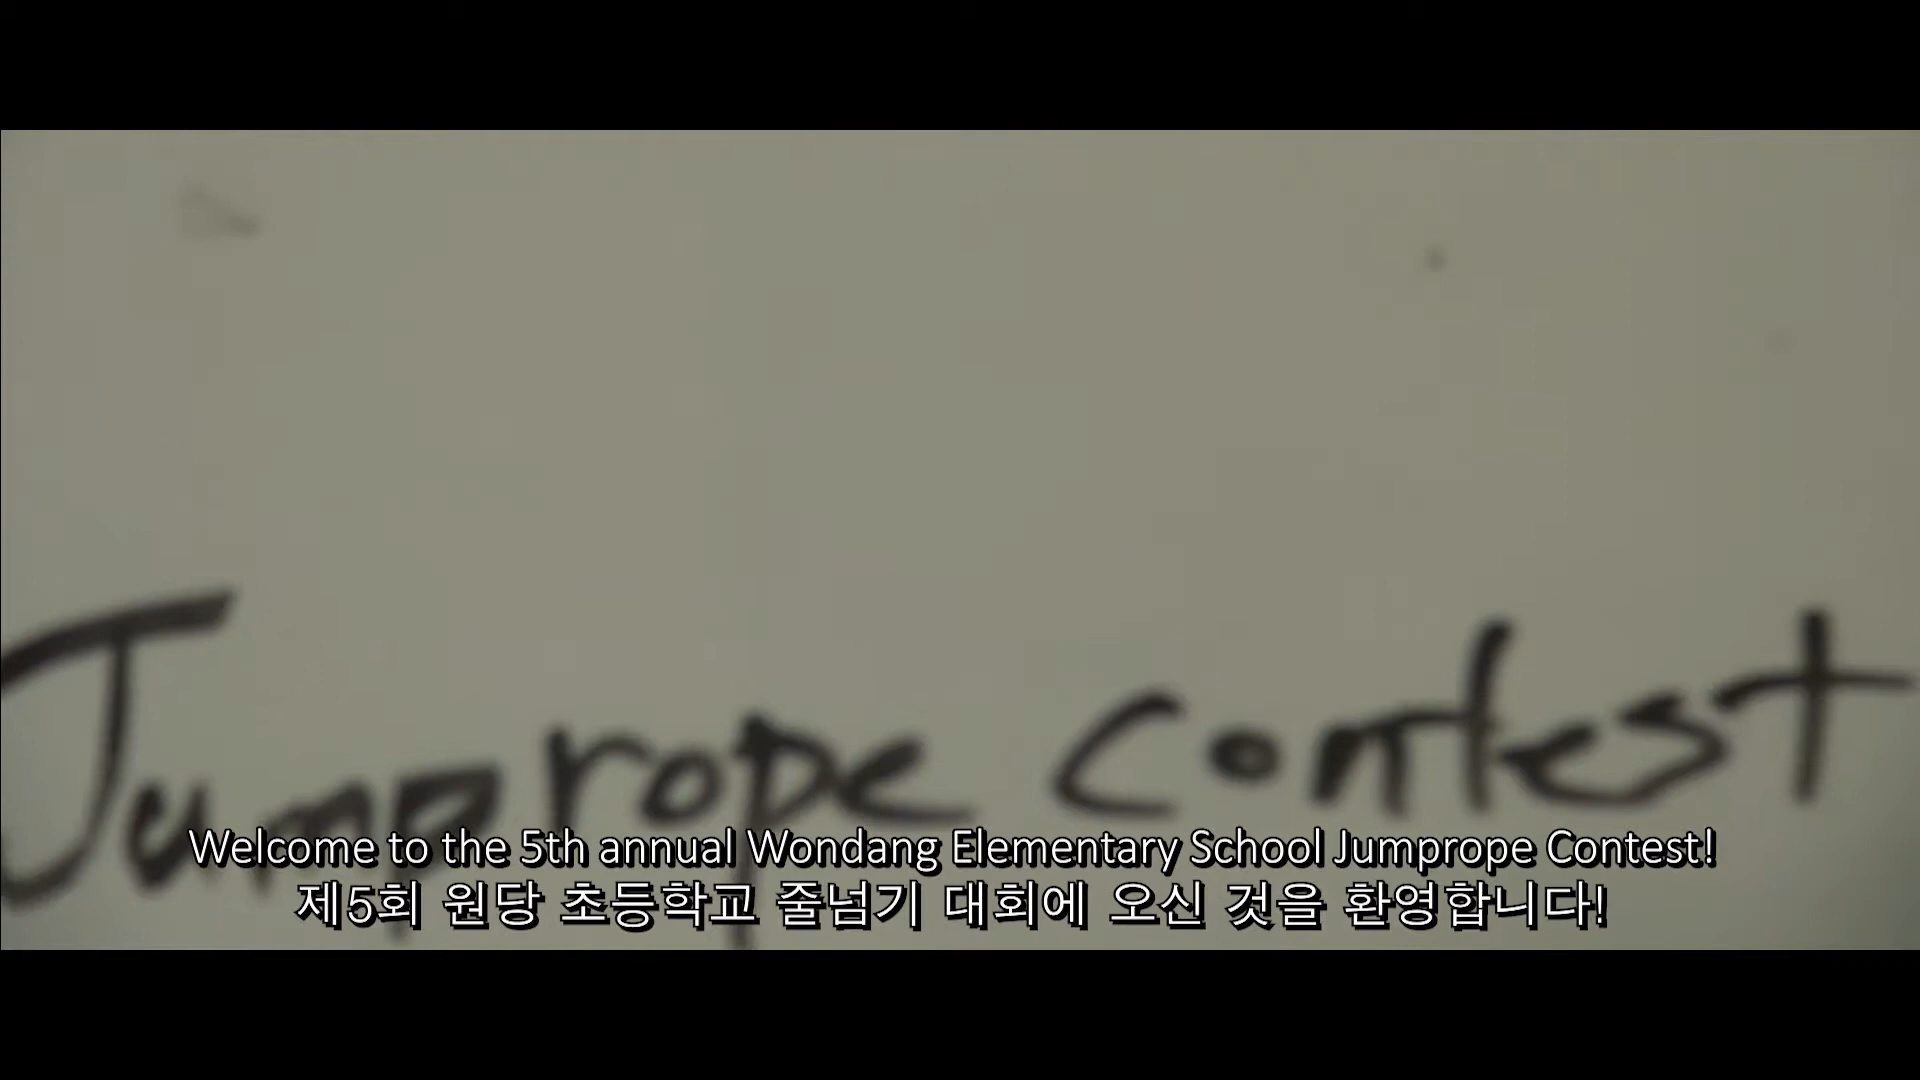 Jumprope Contest
Welcome to the 5th annual Wondang Elementary School Jumprope Contest!
제5회 원당 초등학교 줄넘기 대회에 오신 것을 환영합니다!